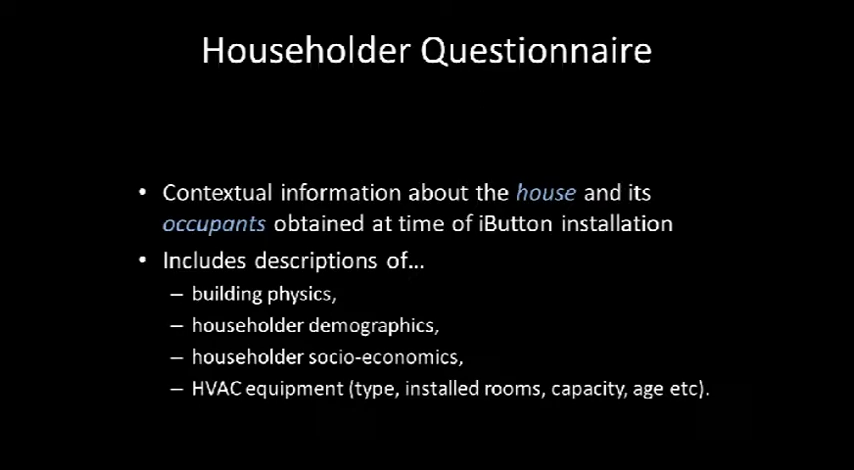 Householder Questionnaire
• Contextual information about the house and its
occupants obtained at time of iButton installation
• Includes descriptions of...
– building physics,
– householder demographics,
– householder socio-economics,
– HVAC equipment (type, installed rooms, capacity, age etc).